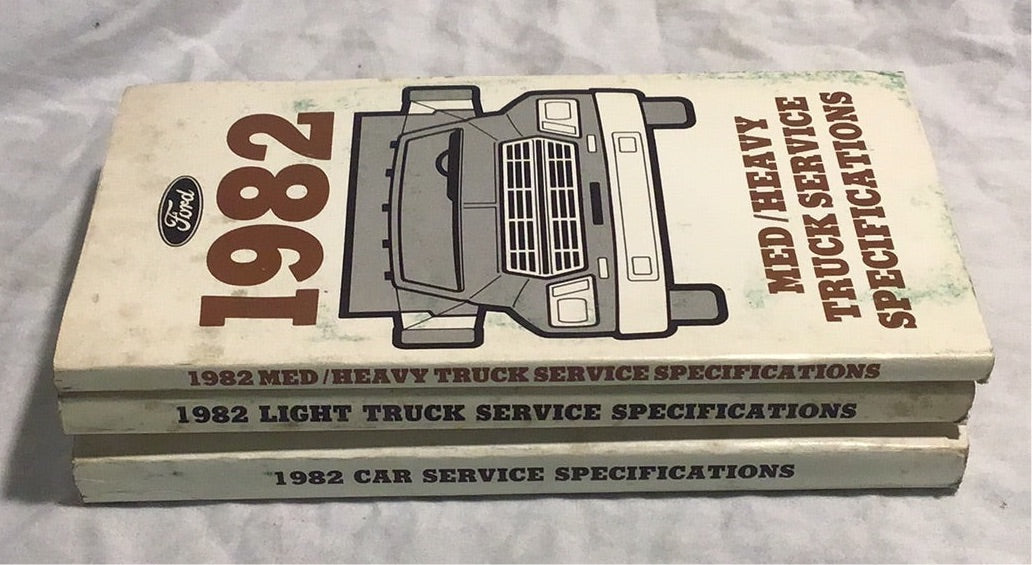 Ford
1982
MED/HEAVY
TRUCK SERVICE
SPECIFICATIONS
1982 MED/HEAVY TRUCK SERVICE SPECIFICATIONS
1982 LIGHT TRUCK SERVICE SPECIFICATIONS
1982 CAR SERVICE SPECIFICATIONS